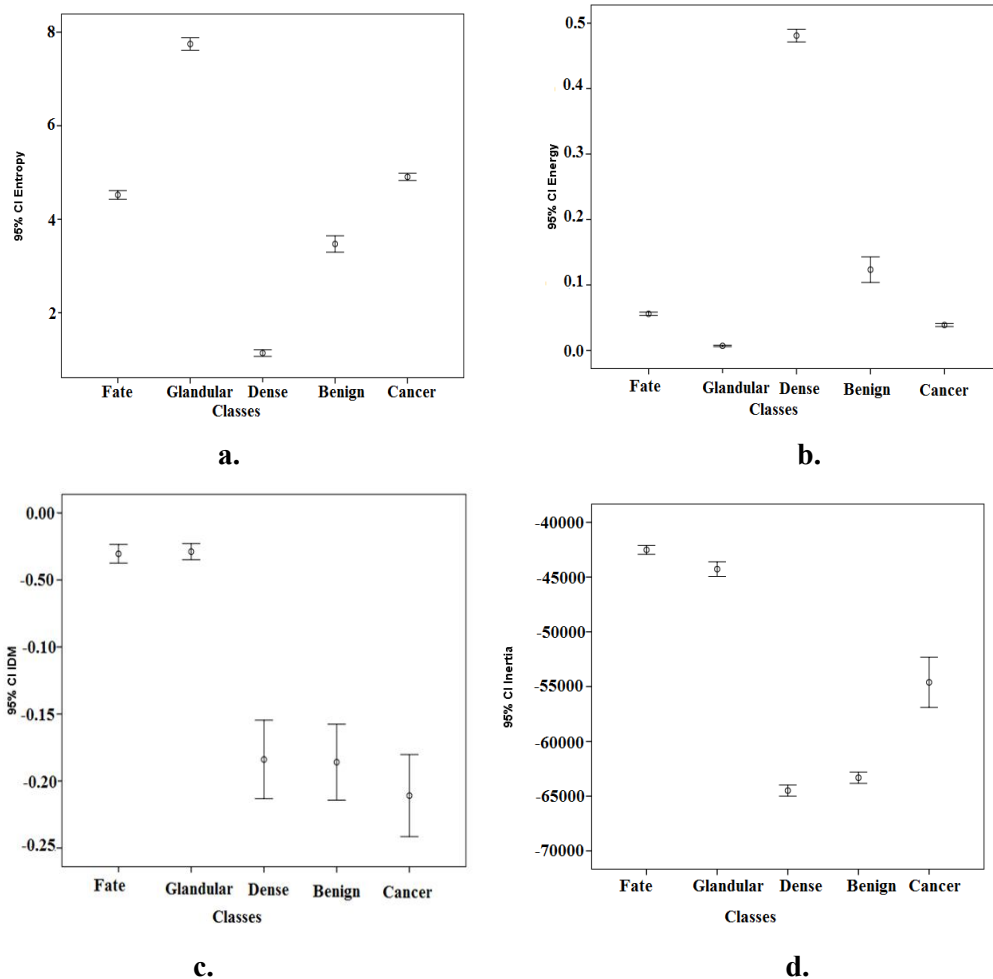 95% CI Entropy
8
6
4
2
Fate Glandular Dense Benign Cancer
Classes
a.
95% CI Energy
0.5
0.4
0.3
0.2
0.1
0.0
Fate Glandular Dense Benign Cancer
Classes
b.
95% CI IDM
0.00
-0.50
-0.10
-0.15
-0.20
-0.25
Fate Glandular Dense Benign Cancer
Classes
c.
95% CI Inertia
-40000
-45000
-50000
-55000
-60000
-65000
-70000
Fate Glandular Dense Benign Cancer
Classes
d.